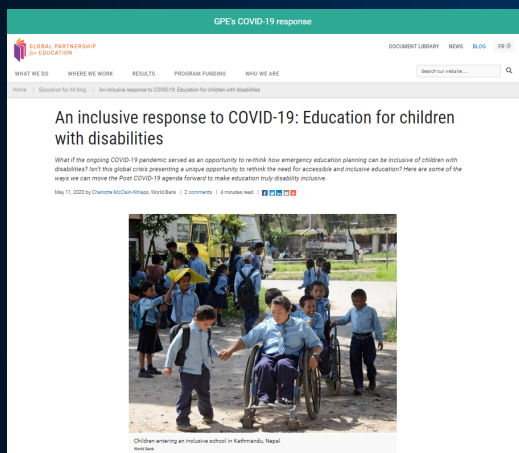 GPE's COVID-19 response
GLOBAL PARTNERSHIP
for EDUCATION
DOCUMENT LIBRARY NEWS BLOG FR
WHAT WE DO WHERE WE WORK RESULTS PROGRAM FUNDING WHO WE ARE
Search our website ...
Home / Education for All blog / An inclusive response to COVID-19: Education for children with disabilities
An inclusive response to COVID-19: Education for children
with disabilities
What if the ongoing COVID-19 pandemic served as an opportunity to re-think how emergency education planning can be inclusive of children with
disabilities? Isn't this global crisis presenting a unique opportunity to rethink the need for accessible and inclusive education? Here are some of the
ways we can move the Post COVID-19 agenda forward to make education truly disability inclusive.
May 11, 2020 by Charlotte McClain-Nhlapo, World Bank | 2 comments | 4 minutes read |
Children entering an inclusive school in Kathmandu, Nepal
World Bank